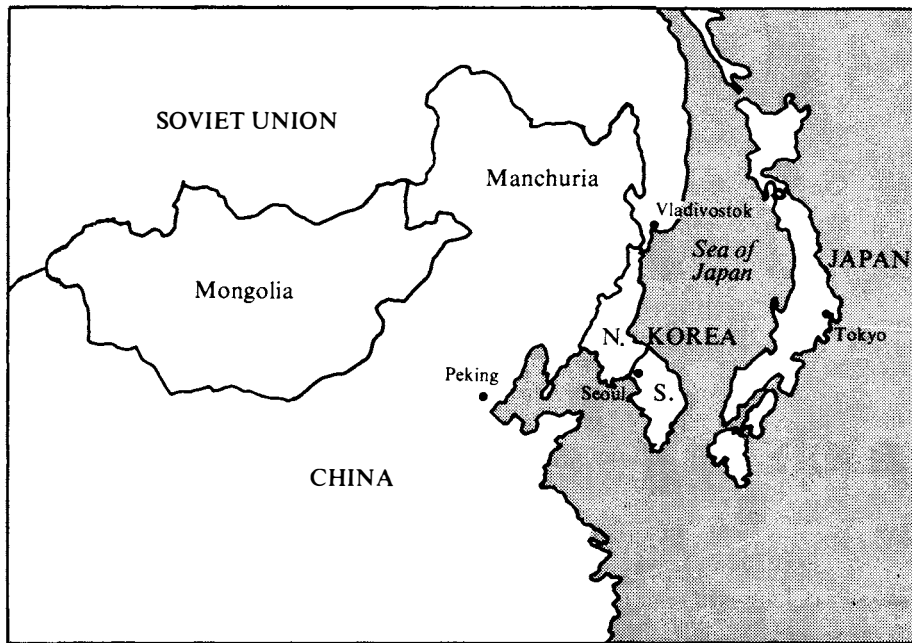 SOVIET UNION
Manchuria
Vladivostok
Sea of
Japan
JAPAN
Mongolia
N. KOREA
Tokyo
Peking
Seoul
S.
CHINA